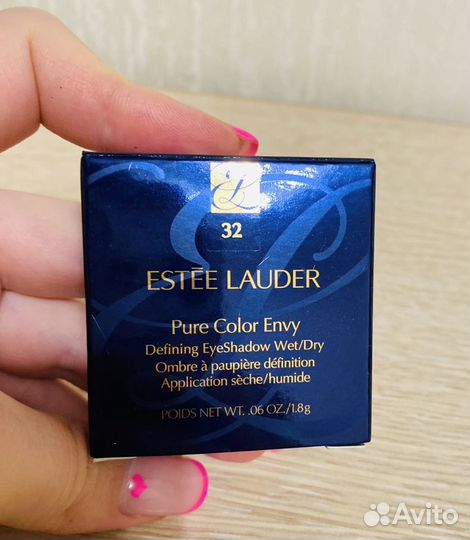 32
ESTĒE LAUDER
Pure Color Envy
Defining EyeShadow Wet/Dry
Ombre à paupière définition
Application sèche/humide
POIDS NET WT. .06 OZ./1.8g
Avito